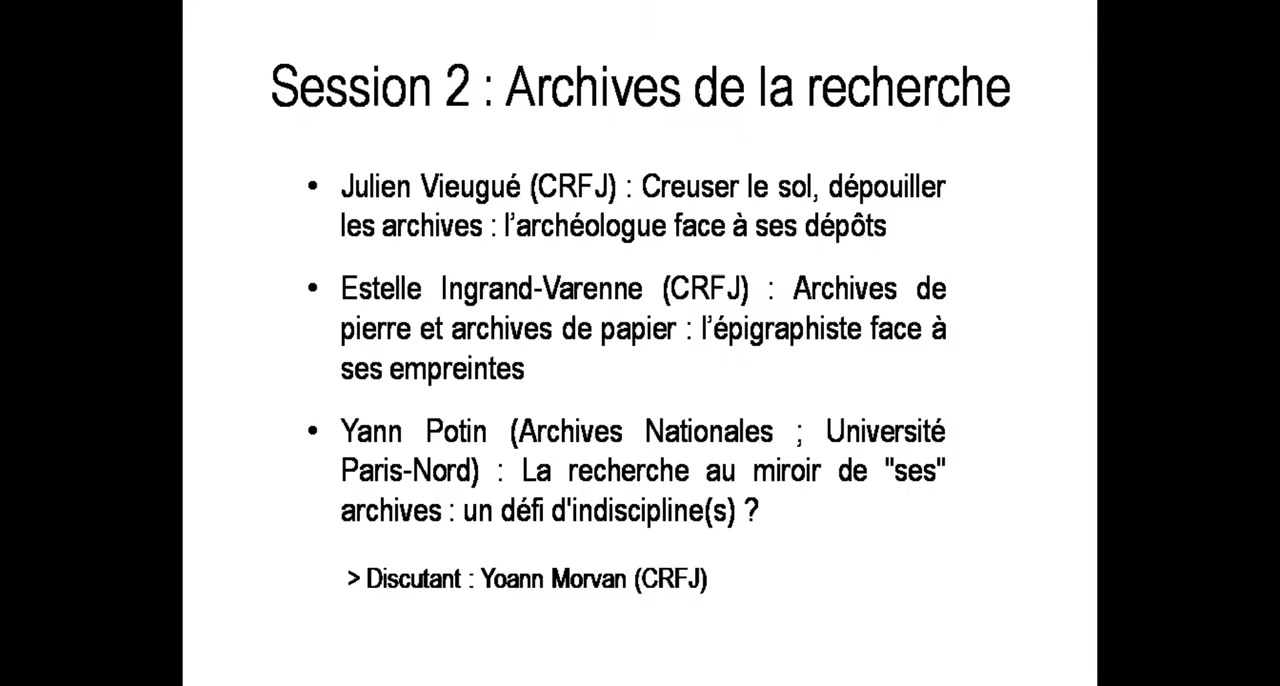 Session 2 : Archives de la recherche
• Julien Vieugué (CRFJ) : Creuser le sol, dépouiller
les archives : l’archéologue face à ses dépôts
• Estelle Ingrand-Varenne (CRFJ) : Archives de
pierre et archives de papier : l’épigraphiste face à
ses empreintes
• Yann Potin (Archives Nationales ; Université
Paris-Nord) : La recherche au miroir de "ses"
archives : un défi d'indiscipline(s) ?
> Discutant : Yoann Morvan (CRFJ)